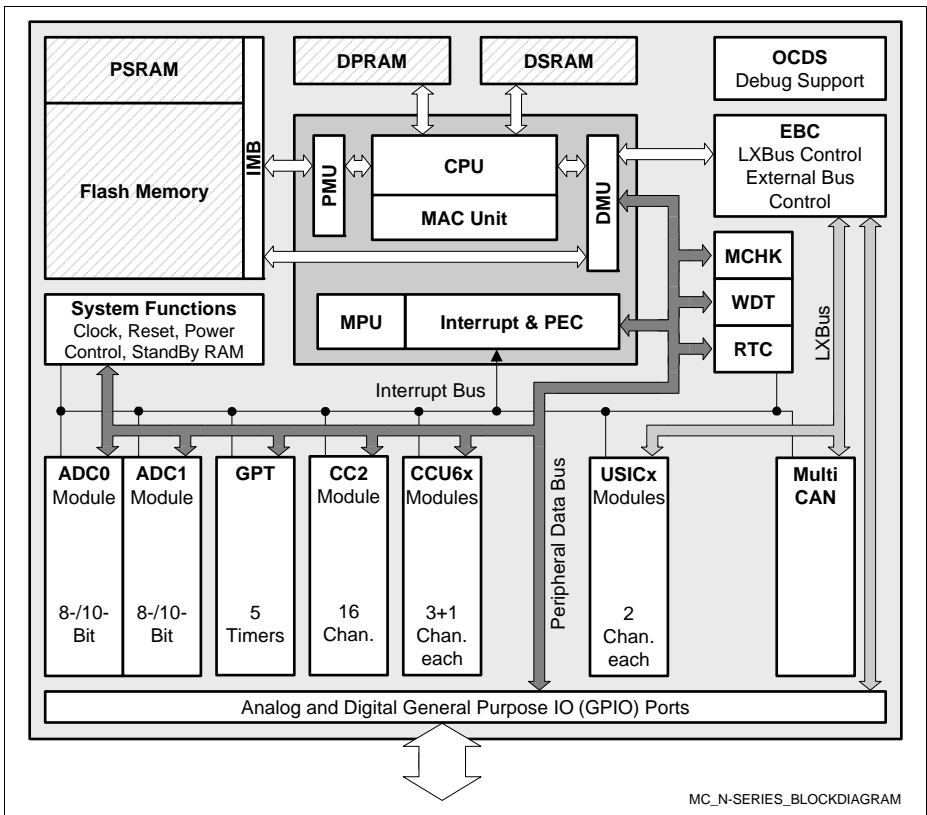 PSRAM
Flash Memory
IMB
DPRAM
DSRAM
OCDS
Debug Support
EBC
LXBus Control
External Bus
Control
PMU
CPU
MAC Unit
DMU
MCHK
WDT
RTC
LXBus
System Functions
Clock, Reset, Power
Control, StandBy RAM
MPU
Interrupt & PEC
Interrupt Bus
Peripheral Data Bus
ADC0
Module
8-/10-
Bit
ADC1
Module
8-/10-
Bit
GPT
5
Timers
CC2
Module
16
Chan.
CCU6x
Modules
3+1
Chan.
each
USICx
Modules
2
Chan.
each
Multi
CAN
Analog and Digital General Purpose IO (GPIO) Ports
MC_N-SERIES_BLOCKDIAGRAM